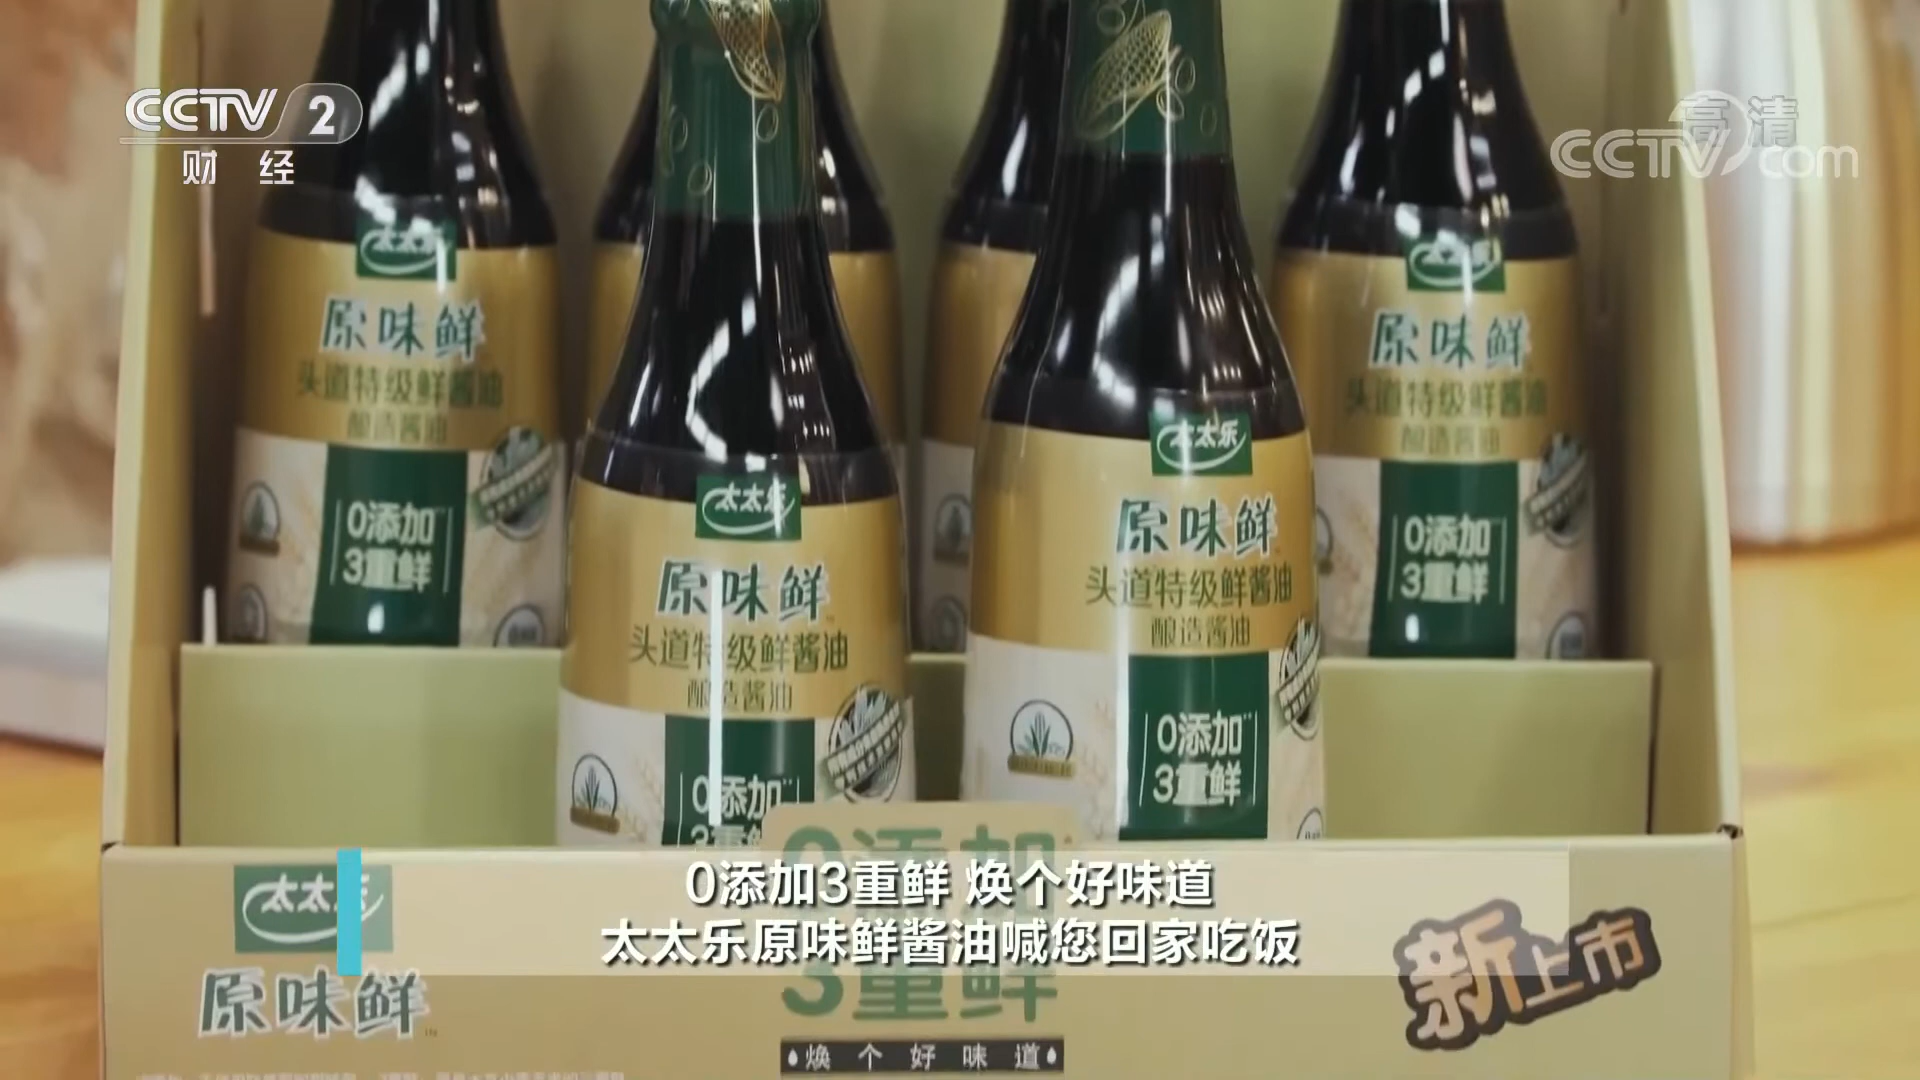 CCTV 2
财 经
高清
CCTV.com
太太乐
原味鲜
头道特级鲜酱油
酿造酱油
0添加
3重鲜
太太乐
原味鲜
头道特级鲜酱油
酿造酱油
0添加
3重鲜
太太乐
原味鲜
头道特级鲜酱油
酿造酱油
0添加
3重鲜
太太乐
原味鲜
头道特级鲜酱油
酿造酱油
0添加
3重鲜
0添加3重鲜 焕个好味道
太太乐原味鲜酱油喊您回家吃饭
太太乐
原味鲜
0添加
3重鲜
焕个好味道
新上市